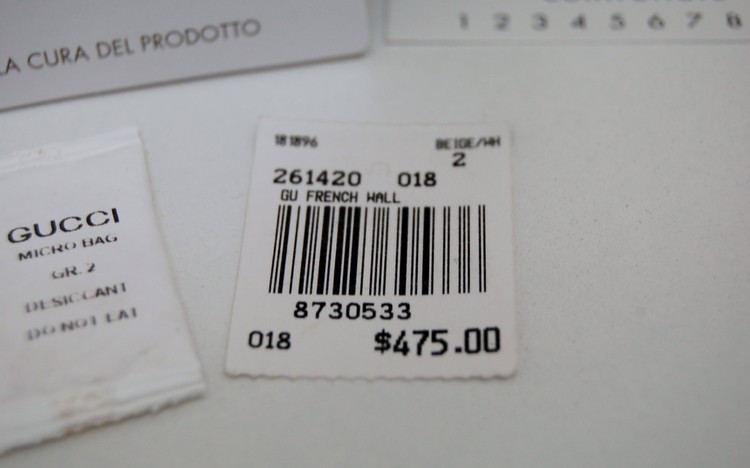 LA CURA DEL PRODOTTO
1 2 3 4 5 6 7 8
GUCCI
MICRO BAG
GR. 2
DESICCANT
DO NOT EAT
181896 BEIGE/WH
2
261420 018
GU FRENCH WALL
8730533
018 $475.00